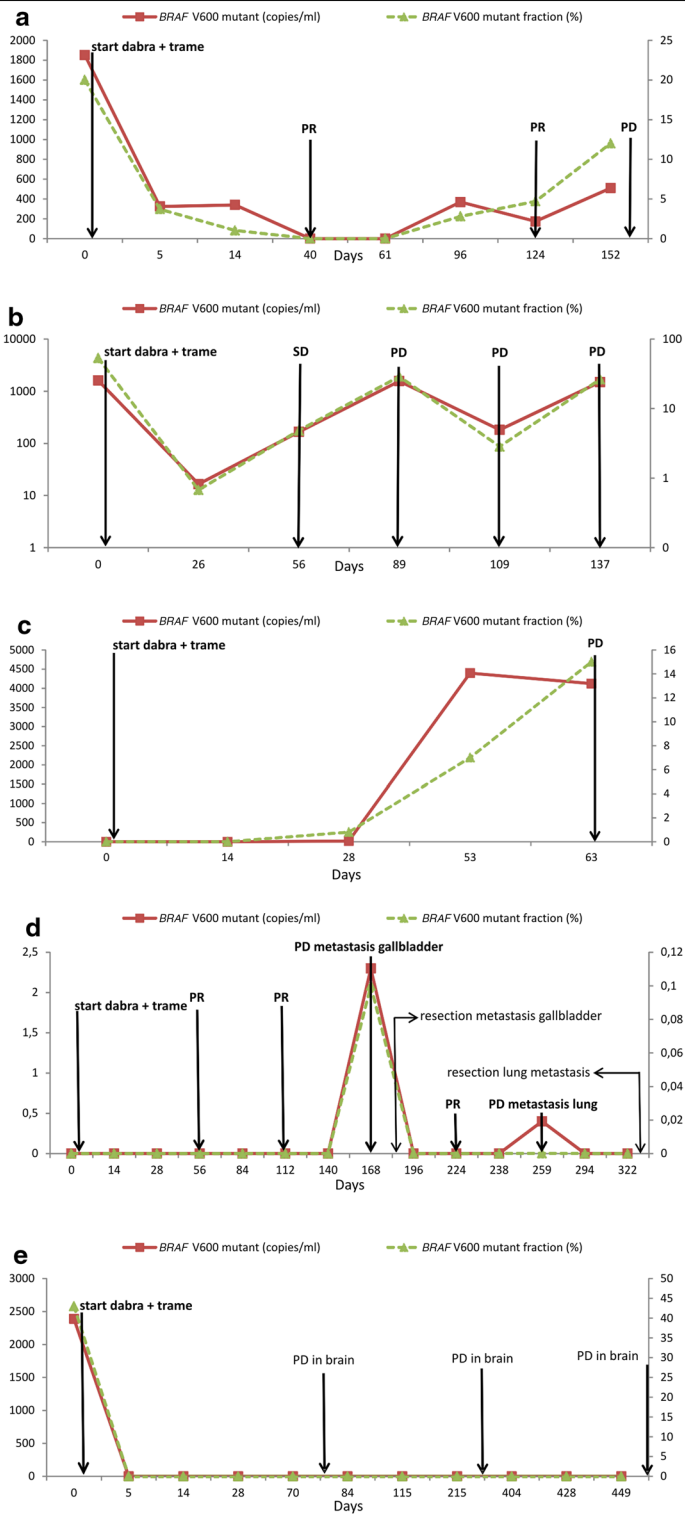 a
BRAF V600 mutant (copies/ml) BRAF V600 mutant fraction (%)
2000 25
start dabra + trame
1800
1600 20
1400
PR PR PD
1200 15
1000
800 10
600
400 5
200
0 0
0 5 14 40 61 96 124 152
Days
b
BRAF V600 mutant (copies/ml) BRAF V600 mutant fraction (%)
10000 100
start dabra + trame SD PD PD PD
1000
10
100
1
10
1 0
0 26 56 89 109 137
Days
c
BRAF V600 mutant (copies/ml) BRAF V600 mutant fraction (%)
start dabra + trame PD
5000 16
4500 14
4000
3500 12
3000 10
2500 8
2000 6
1500
1000 4
500 2
0 0
0 14 28 53 63
Days
d
BRAF V600 mutant (copies/ml) BRAF V600 mutant fraction (%)
PD metastasis gallbladder
2,5 0,12
2 0,1
start dabra + trame PR PR
resection metastasis gallbladder
1,5 0,08
0,06
1
resection lung metastasis
0,04
0,5
PR PD metastasis lung
0,02
0 0
0 14 28 56 84 112 140 168 196 224 238 259 294 322
Days
e
BRAF V600 mutant (copies/ml) BRAF V600 mutant fraction (%)
3000 50
45
start dabra + trame
2500 40
35
2000
PD in brain PD in brain PD in brain
30
1500 25
20
1000
15
500 10
5
0 0
0 5 14 28 70 84 115 215 404 428 449
Days